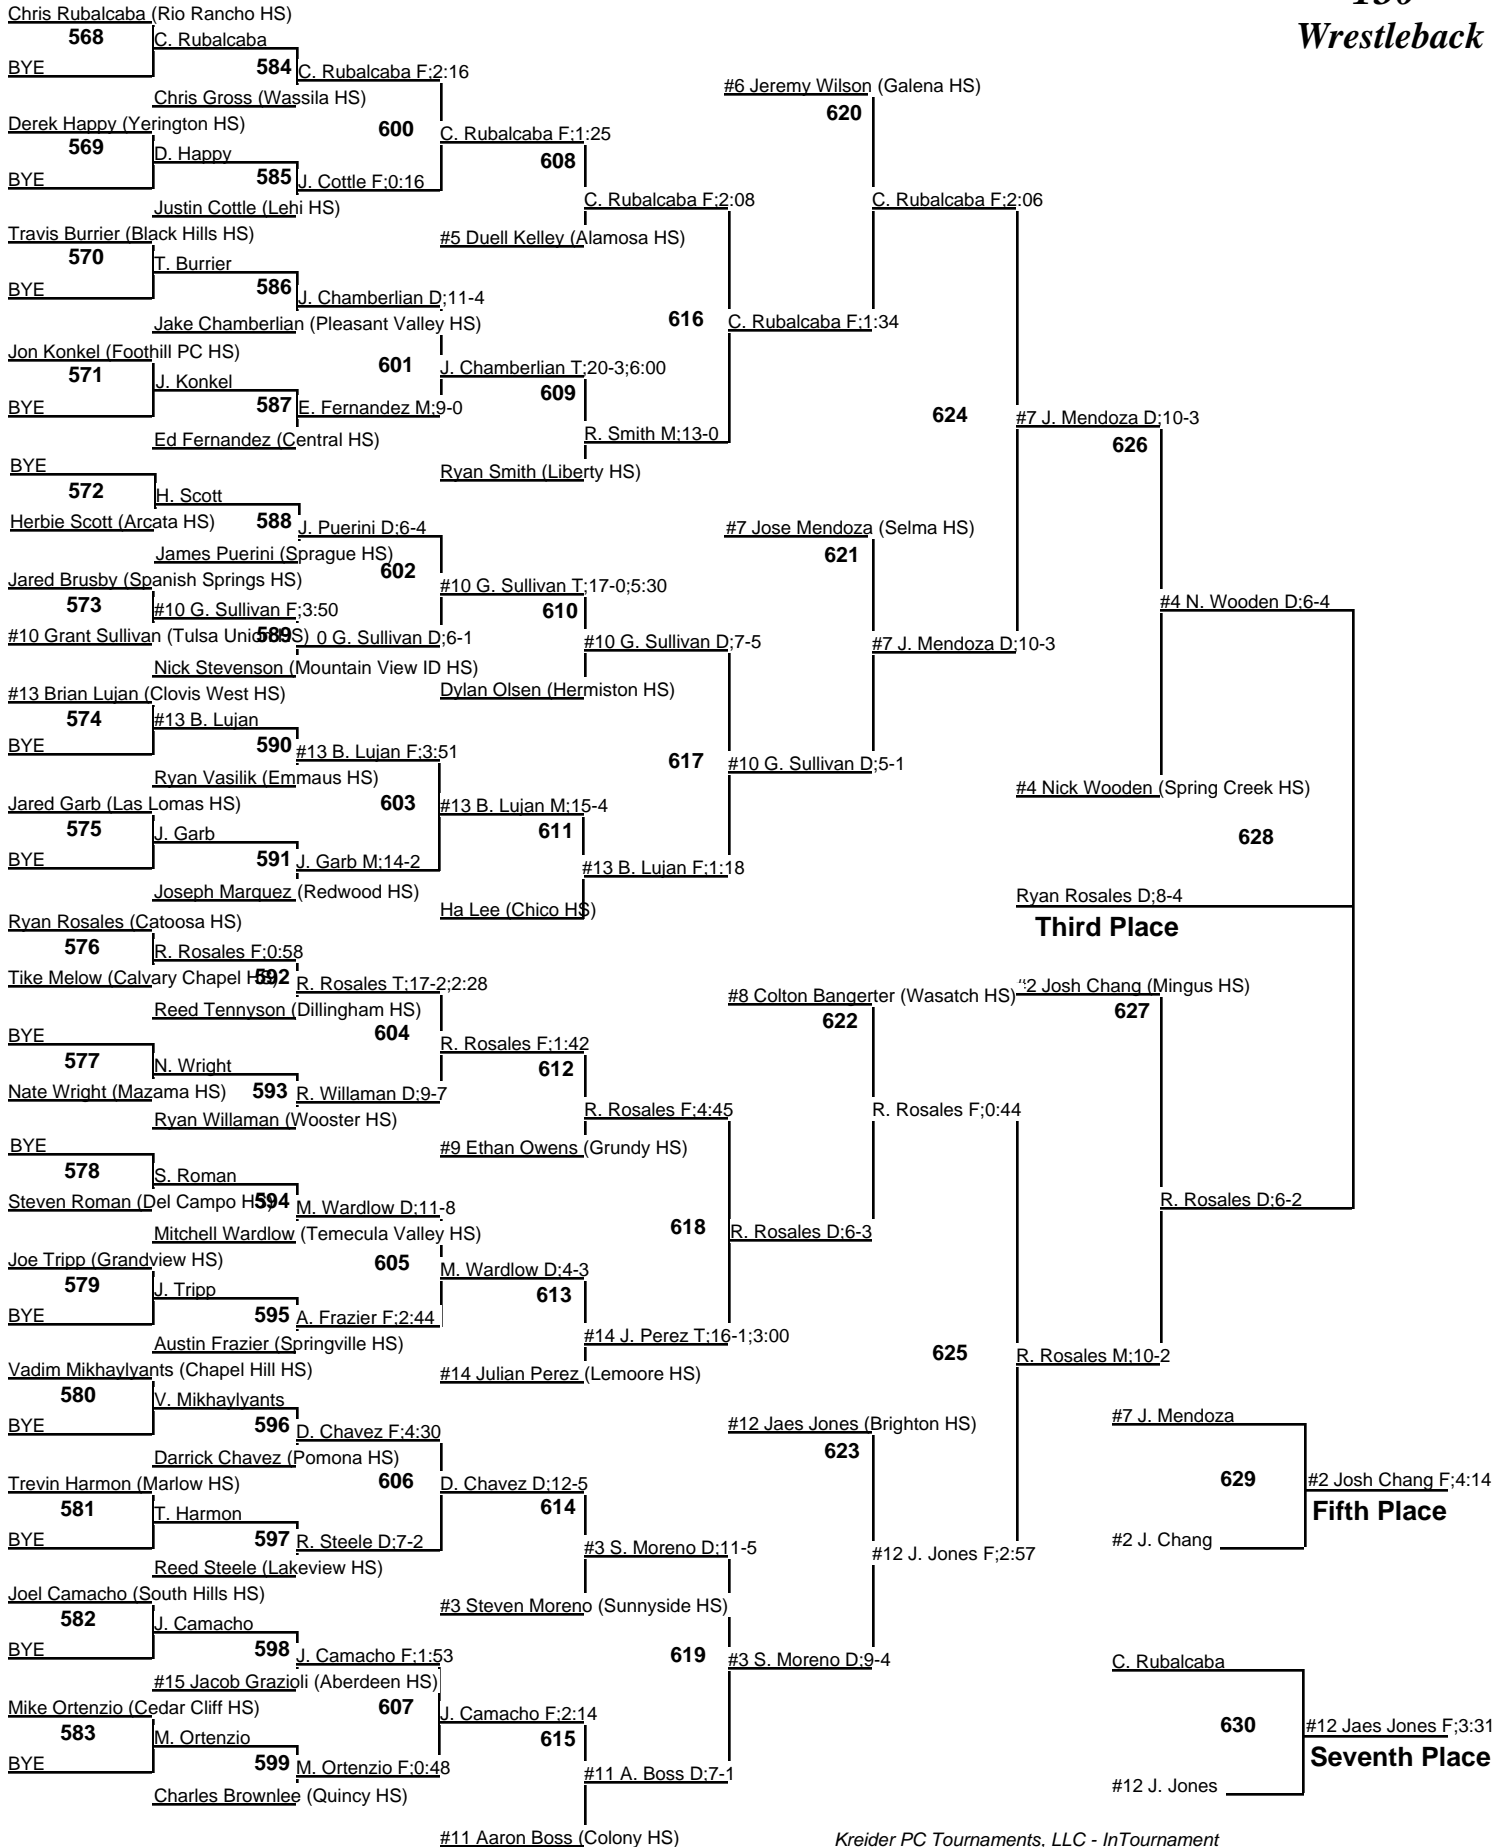 130
Wrestleback
Chris Rubalcaba (Rio Rancho HS)
568
C. Rubalcaba
BYE
584
C. Rubalcaba F;2:16
Chris Gross (Wassila HS)
Derek Happy (Yerington HS)
600
C. Rubalcaba F;1:25
569
D. Happy
608
BYE
585
J. Cottle F;0:16
Justin Cottle (Lehi HS)
C. Rubalcaba F;2:08
Travis Burrier (Black Hills HS)
#5 Duell Kelley (Alamosa HS)
570
T. Burrier
BYE
586
J. Chamberlian D;11-4
Jake Chamberlian (Pleasant Valley HS)
616
C. Rubalcaba F;1:34
Jon Konkel (Foothill PC HS)
601
J. Chamberlian T;20-3;6:00
571
J. Konkel
609
BYE
587
E. Fernandez M;9-0
Ed Fernandez (Central HS)
R. Smith M;13-0
Ryan Smith (Liberty HS)
#6 Jeremy Wilson (Galena HS)
620
C. Rubalcaba F;2:06
624
#7 J. Mendoza D;10-3
626
BYE
572
H. Scott
Herbie Scott (Arcata HS)
588
J. Puerini D;6-4
James Puerini (Sprague HS)
602
Jared Brusby (Spanish Springs HS)
#10 G. Sullivan T;17-0;5:30
573
#10 G. Sullivan F;3:50
610
#10 Grant Sullivan (Tulsa Union HS)
589
0 G. Sullivan D;6-1
#10 G. Sullivan D;7-5
Nick Stevenson (Mountain View ID HS)
Dylan Olsen (Hermiston HS)
#7 Jose Mendoza (Selma HS)
621
#7 J. Mendoza D;10-3
#4 N. Wooden D;6-4
#13 Brian Lujan (Clovis West HS)
574
#13 B. Lujan
BYE
590
#13 B. Lujan F;3:51
617
#10 G. Sullivan D;5-1
Ryan Vasilik (Emmaus HS)
#4 Nick Wooden (Spring Creek HS)
Jared Garb (Las Lomas HS)
603
#13 B. Lujan M;15-4
575
J. Garb
611
628
BYE
591
J. Garb M;14-2
#13 B. Lujan F;1:18
Joseph Marquez (Redwood HS)
Ha Lee (Chico HS)
Ryan Rosales D;8-4
Third Place
Ryan Rosales (Catoosa HS)
576
R. Rosales F;0:58
Tike Melow (Calvary Chapel HS)
592
R. Rosales T;17-2;2:28
Reed Tennyson (Dillingham HS)
#8 Colton Bangerter (Wasatch HS)
#2 Josh Chang (Mingus HS)
622
627
BYE
604
R. Rosales F;1:42
577
N. Wright
612
Nate Wright (Mazama HS)
593
R. Willaman D;9-7
Ryan Willaman (Wooster HS)
R. Rosales F;4:45
R. Rosales F;0:44
BYE
#9 Ethan Owens (Grundy HS)
578
S. Roman
Steven Roman (Del Campo HS)
594
M. Wardlow D;11-8
R. Rosales D;6-2
Mitchell Wardlow (Temecula Valley HS)
618
R. Rosales D;6-3
Joe Tripp (Grandview HS)
605
M. Wardlow D;4-3
579
J. Tripp
613
BYE
595
A. Frazier F;2:44
Austin Frazier (Springville HS)
#14 J. Perez T;16-1;3:00
625
R. Rosales M;10-2
Vadim Mikhaylyants (Chapel Hill HS)
#14 Julian Perez (Lemoore HS)
580
V. Mikhaylyants
BYE
596
D. Chavez F;4:30
#12 Jaes Jones (Brighton HS)
#7 J. Mendoza
Darrick Chavez (Pomona HS)
623
Trevin Harmon (Marlow HS)
606
D. Chavez D;12-5
629
#2 Josh Chang F;4:14
581
T. Harmon
614
Fifth Place
BYE
597
R. Steele D;7-2
#3 S. Moreno D;11-5
#12 J. Jones F;2:57
#2 J. Chang
Reed Steele (Lakeview HS)
Joel Camacho (South Hills HS)
#3 Steven Moreno (Sunnyside HS)
582
J. Camacho
BYE
598
J. Camacho F;1:53
619
#3 S. Moreno D;9-4
C. Rubalcaba
#15 Jacob Grazioli (Aberdeen HS)
Mike Ortenzio (Cedar Cliff HS)
607
J. Camacho F;2:14
583
M. Ortenzio
615
630
#12 Jaes Jones F;3:31
Seventh Place
BYE
599
M. Ortenzio F;0:48
#11 A. Boss D;7-1
#12 J. Jones
Charles Brownlee (Quincy HS)
#11 Aaron Boss (Colony HS)
Kreider PC Tournaments, LLC - InTournament